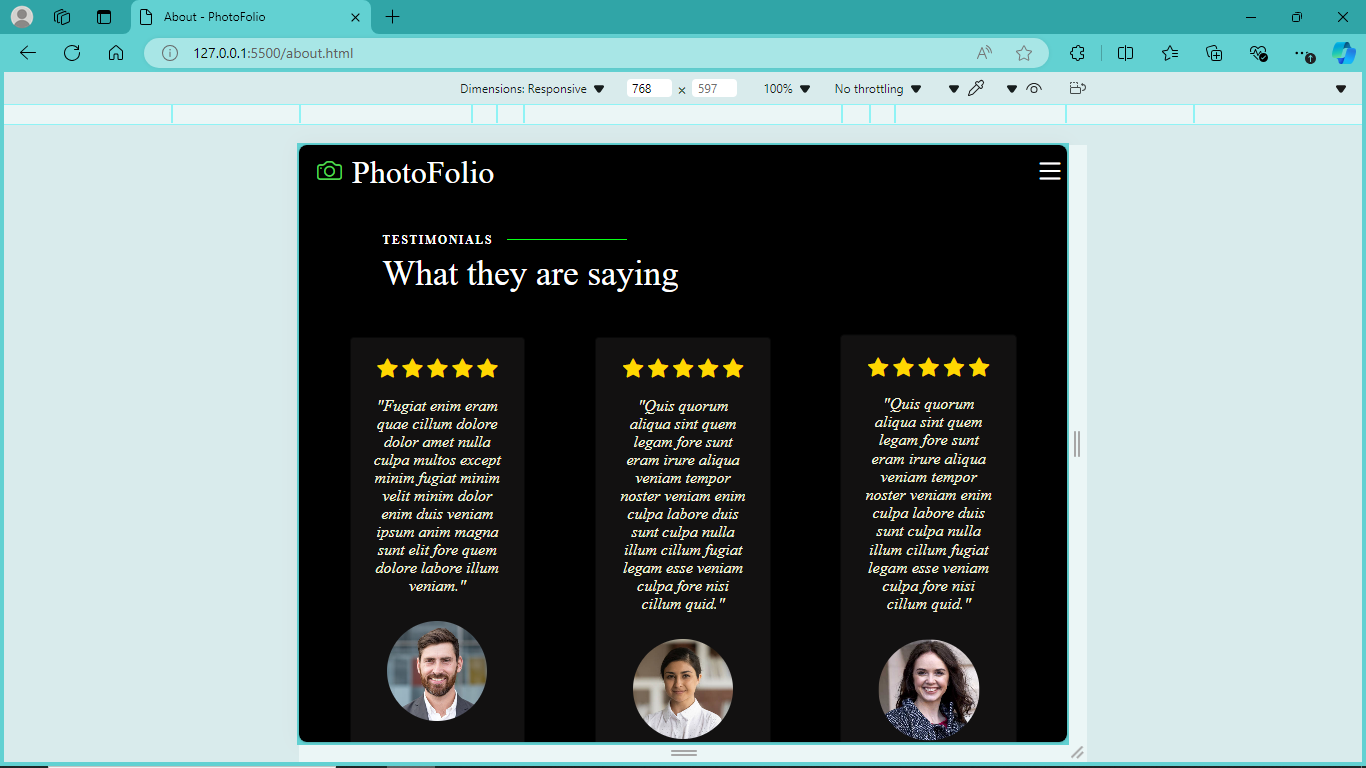 About - PhotoFolio
127.0.0.1:5500/about.html
Dimensions: Responsive 768 × 597 100% No throttling
PhotoFolio
TESTIMONIALS
What they are saying
"Fugiat enim eram
quae cillum dolore
dolor amet nulla
culpa multos except
minim fugiat minim
velit minim dolor
enim duis veniam
ipsum anim magna
sunt elit fore quem
dolore labore illum
veniam."
"Quis quorum
aliqua sint quem
legam fore sunt
eram irure aliqua
veniam tempor
noster veniam enim
culpa labore duis
sunt culpa nulla
illum cillum fugiat
legam esse veniam
culpa fore nisi
cillum quid."
"Quis quorum
aliqua sint quem
legam fore sunt
eram irure aliqua
veniam tempor
noster veniam enim
culpa labore duis
sunt culpa nulla
illum cillum fugiat
legam esse veniam
culpa fore nisi
cillum quid."